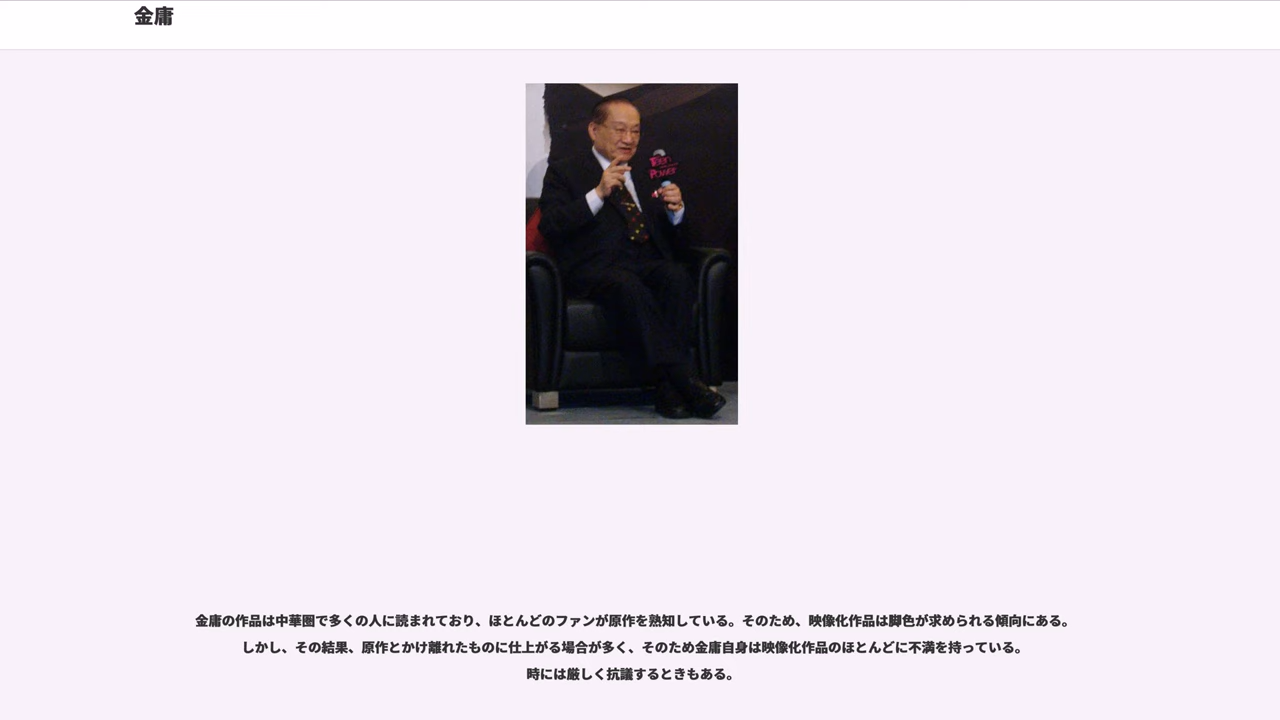 金庸
Teen
Power
金庸の作品は中華圏で多くの人に読まれており、ほとんどのファンが原作を熟知している。そのため、映像化作品は脚色が求められる傾向にある。
しかし、その結果、原作とかけ離れたものに仕上がる場合が多く、そのため金庸自身は映像化作品のほとんどに不満を持っている。
時には厳しく抗議するときもある。